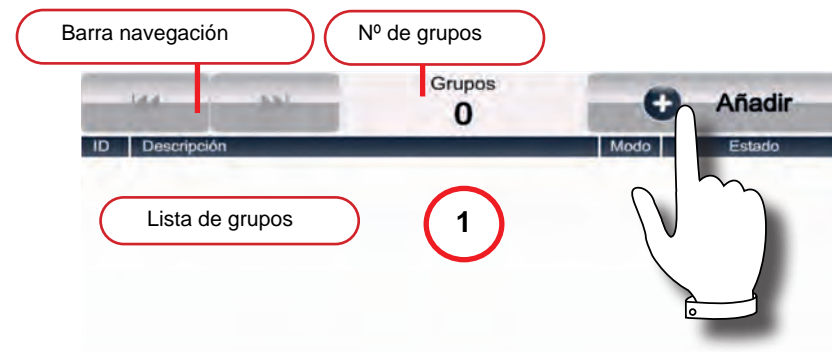 Barra navegación
Nº de grupos
Grupos
0
Añadir
ID Descripción Modo Estado
Lista de grupos
1